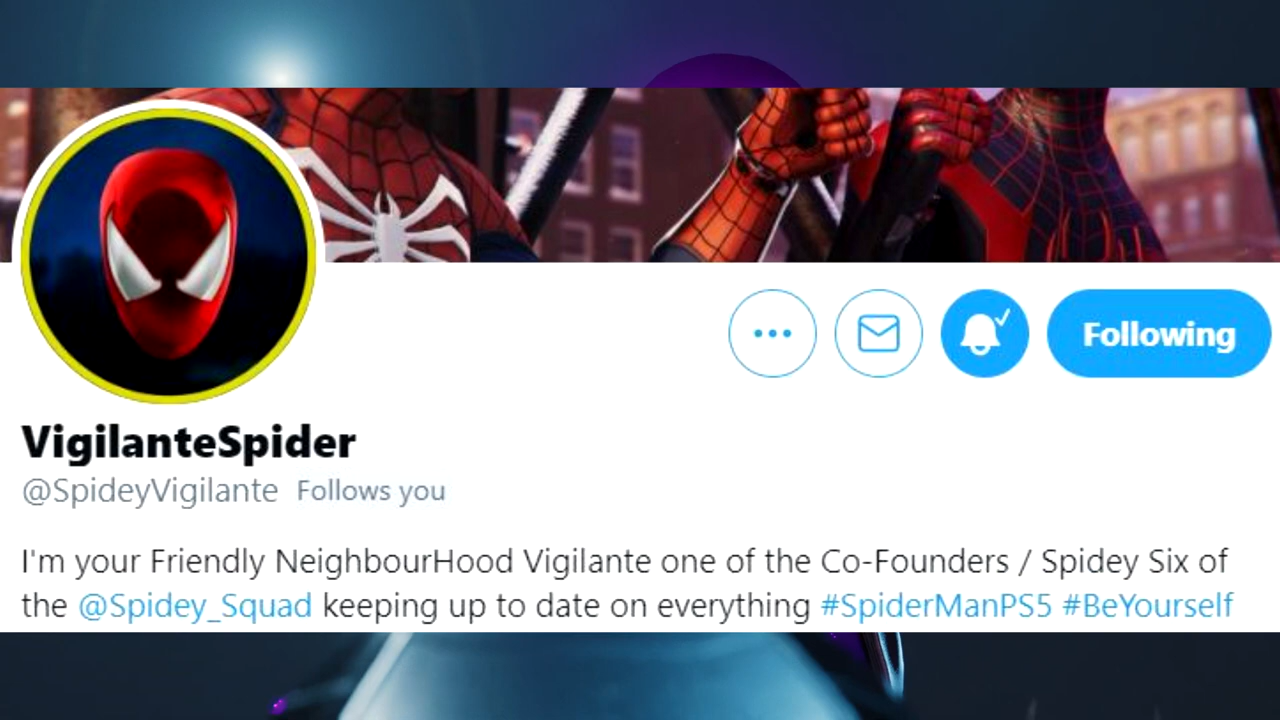 Following
VigilanteSpider
@SpideyVigilante Follows you
I'm your Friendly NeighbourHood Vigilante one of the Co-Founders / Spidey Six of
the @Spidey_Squad keeping up to date on everything #SpiderManPS5 #BeYourself